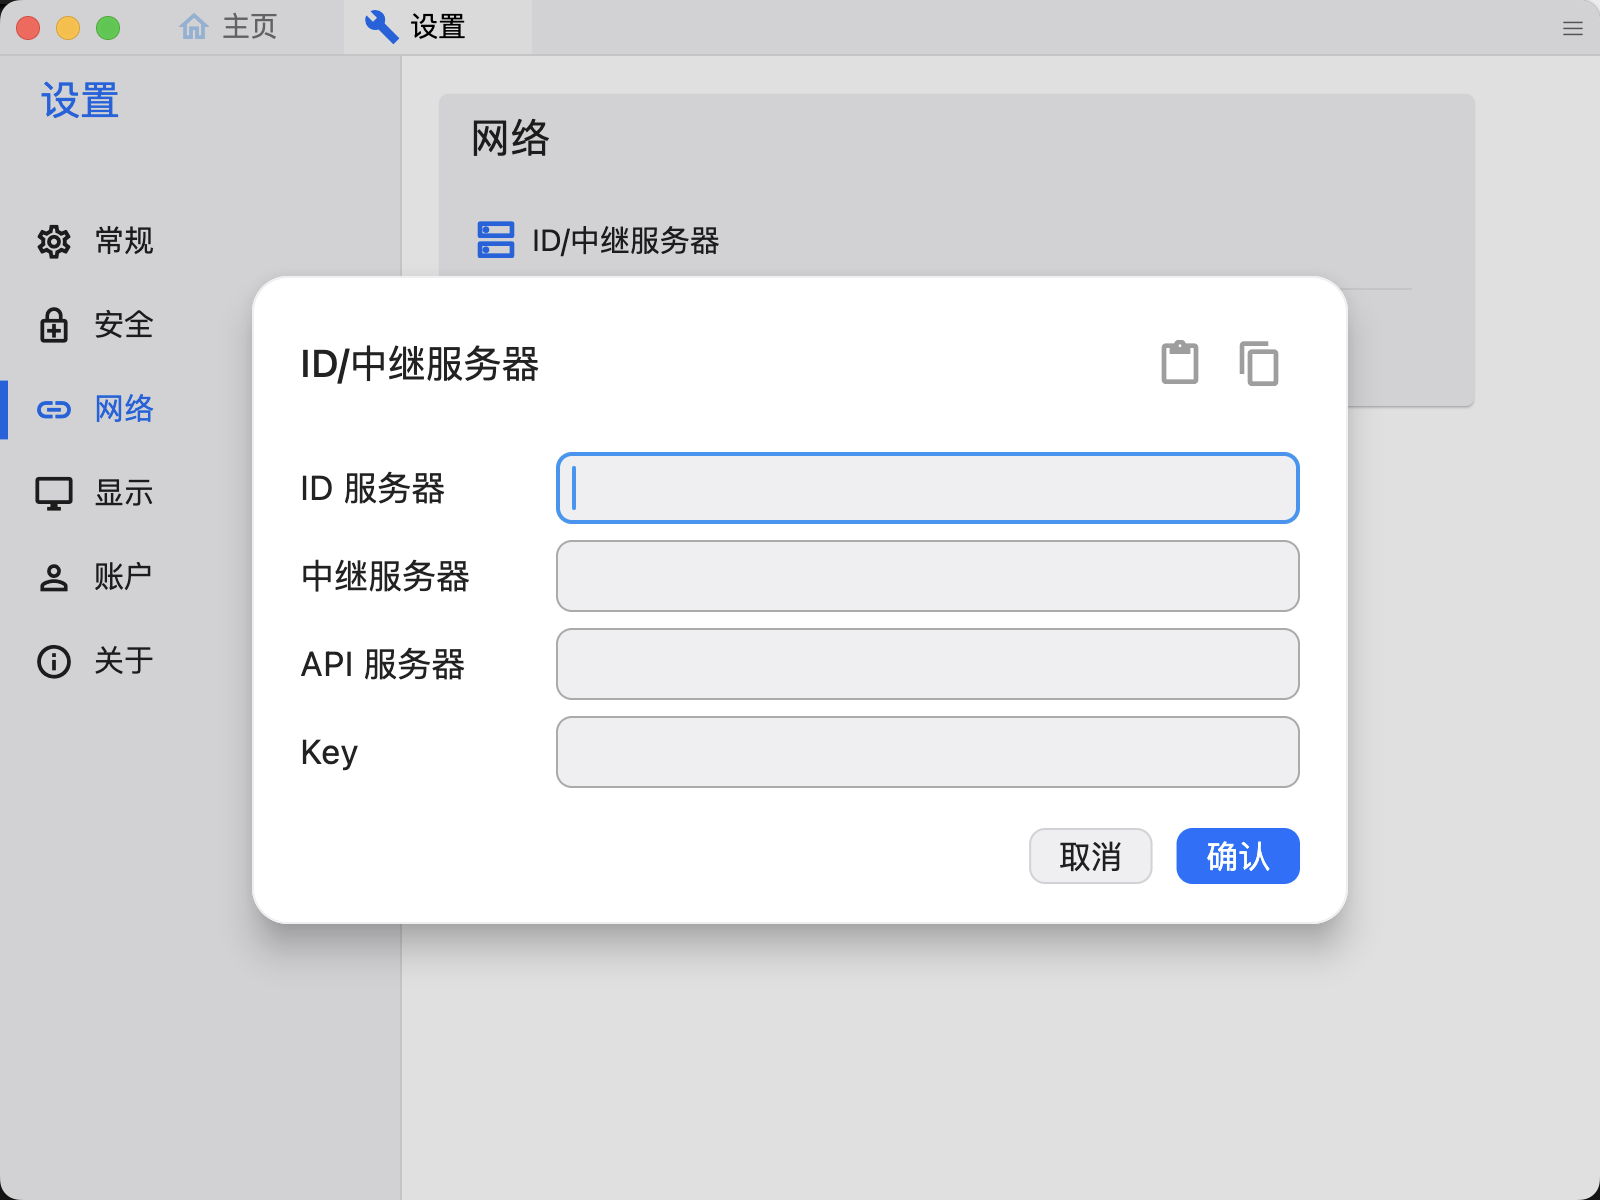 主页
设置
设置
常规
安全
网络
显示
账户
关于
网络
ID/中继服务器
ID/中继服务器
ID 服务器
中继服务器
API 服务器
Key
取消
确认